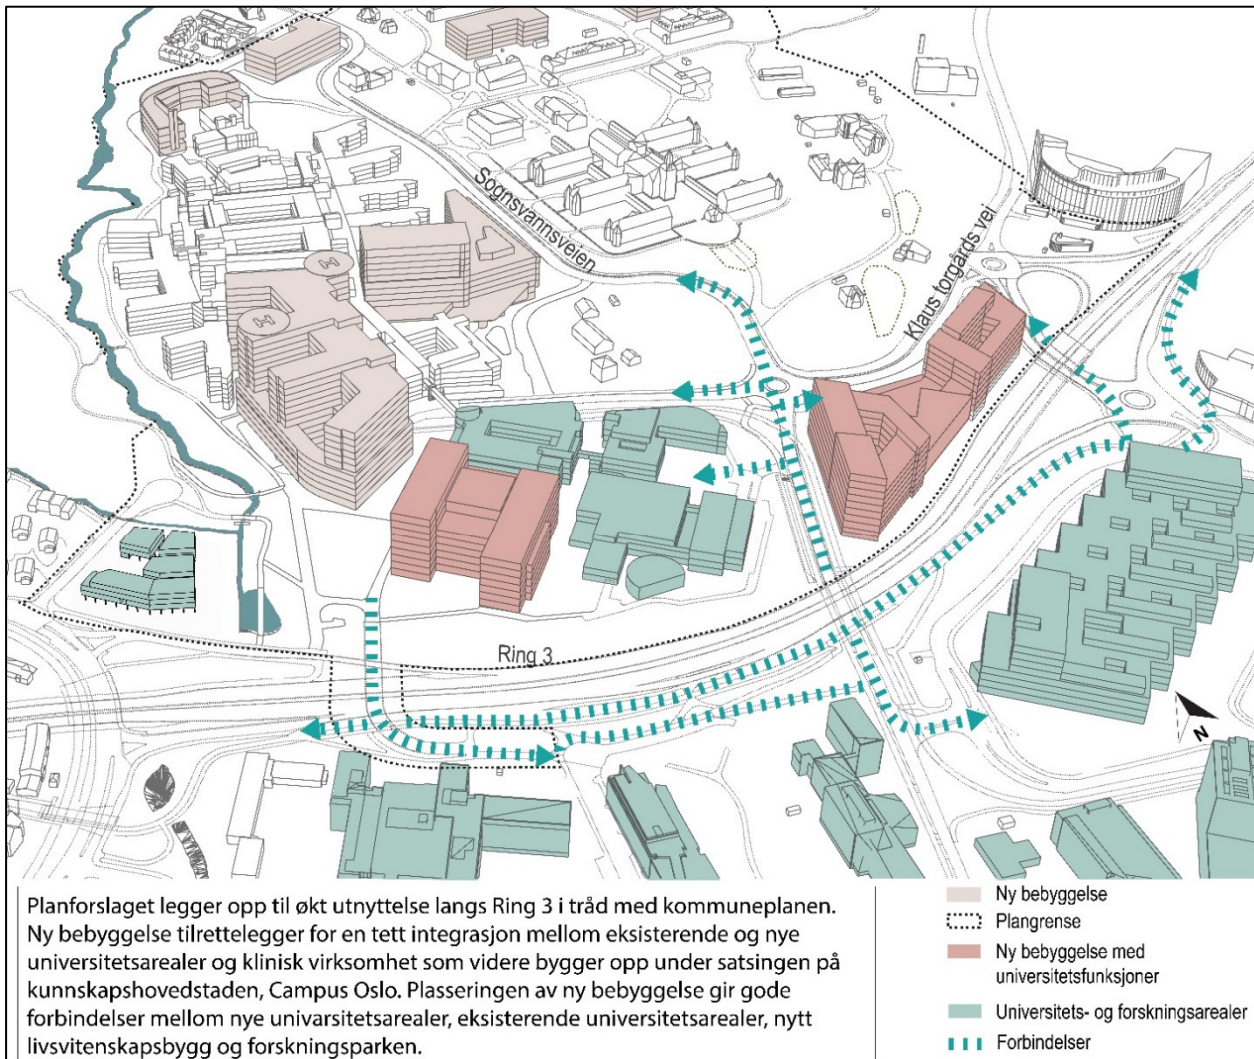 Sognsvannsveien
Klaus torgårds vei
H
H
Ring 3
N
Planforslaget legger opp til økt utnyttelse langs Ring 3 i tråd med kommuneplanen.
Ny bebyggelse tilrettelegger for en tett integrasjon mellom eksisterende og nye
universitetsarealer og klinisk virksomhet som videre bygger opp under satsingen på
kunnskapshovedstaden, Campus Oslo. Plasseringen av ny bebyggelse gir gode
forbindelser mellom nye univarsitetsarealer, eksisterende universitetsarealer, nytt
livsvitenskapsbygg og forskningsparken.
Ny bebyggelse
Plangrense
Ny bebyggelse med
universitetsfunksjoner
Universitets- og forskningsarealer
Forbindelser